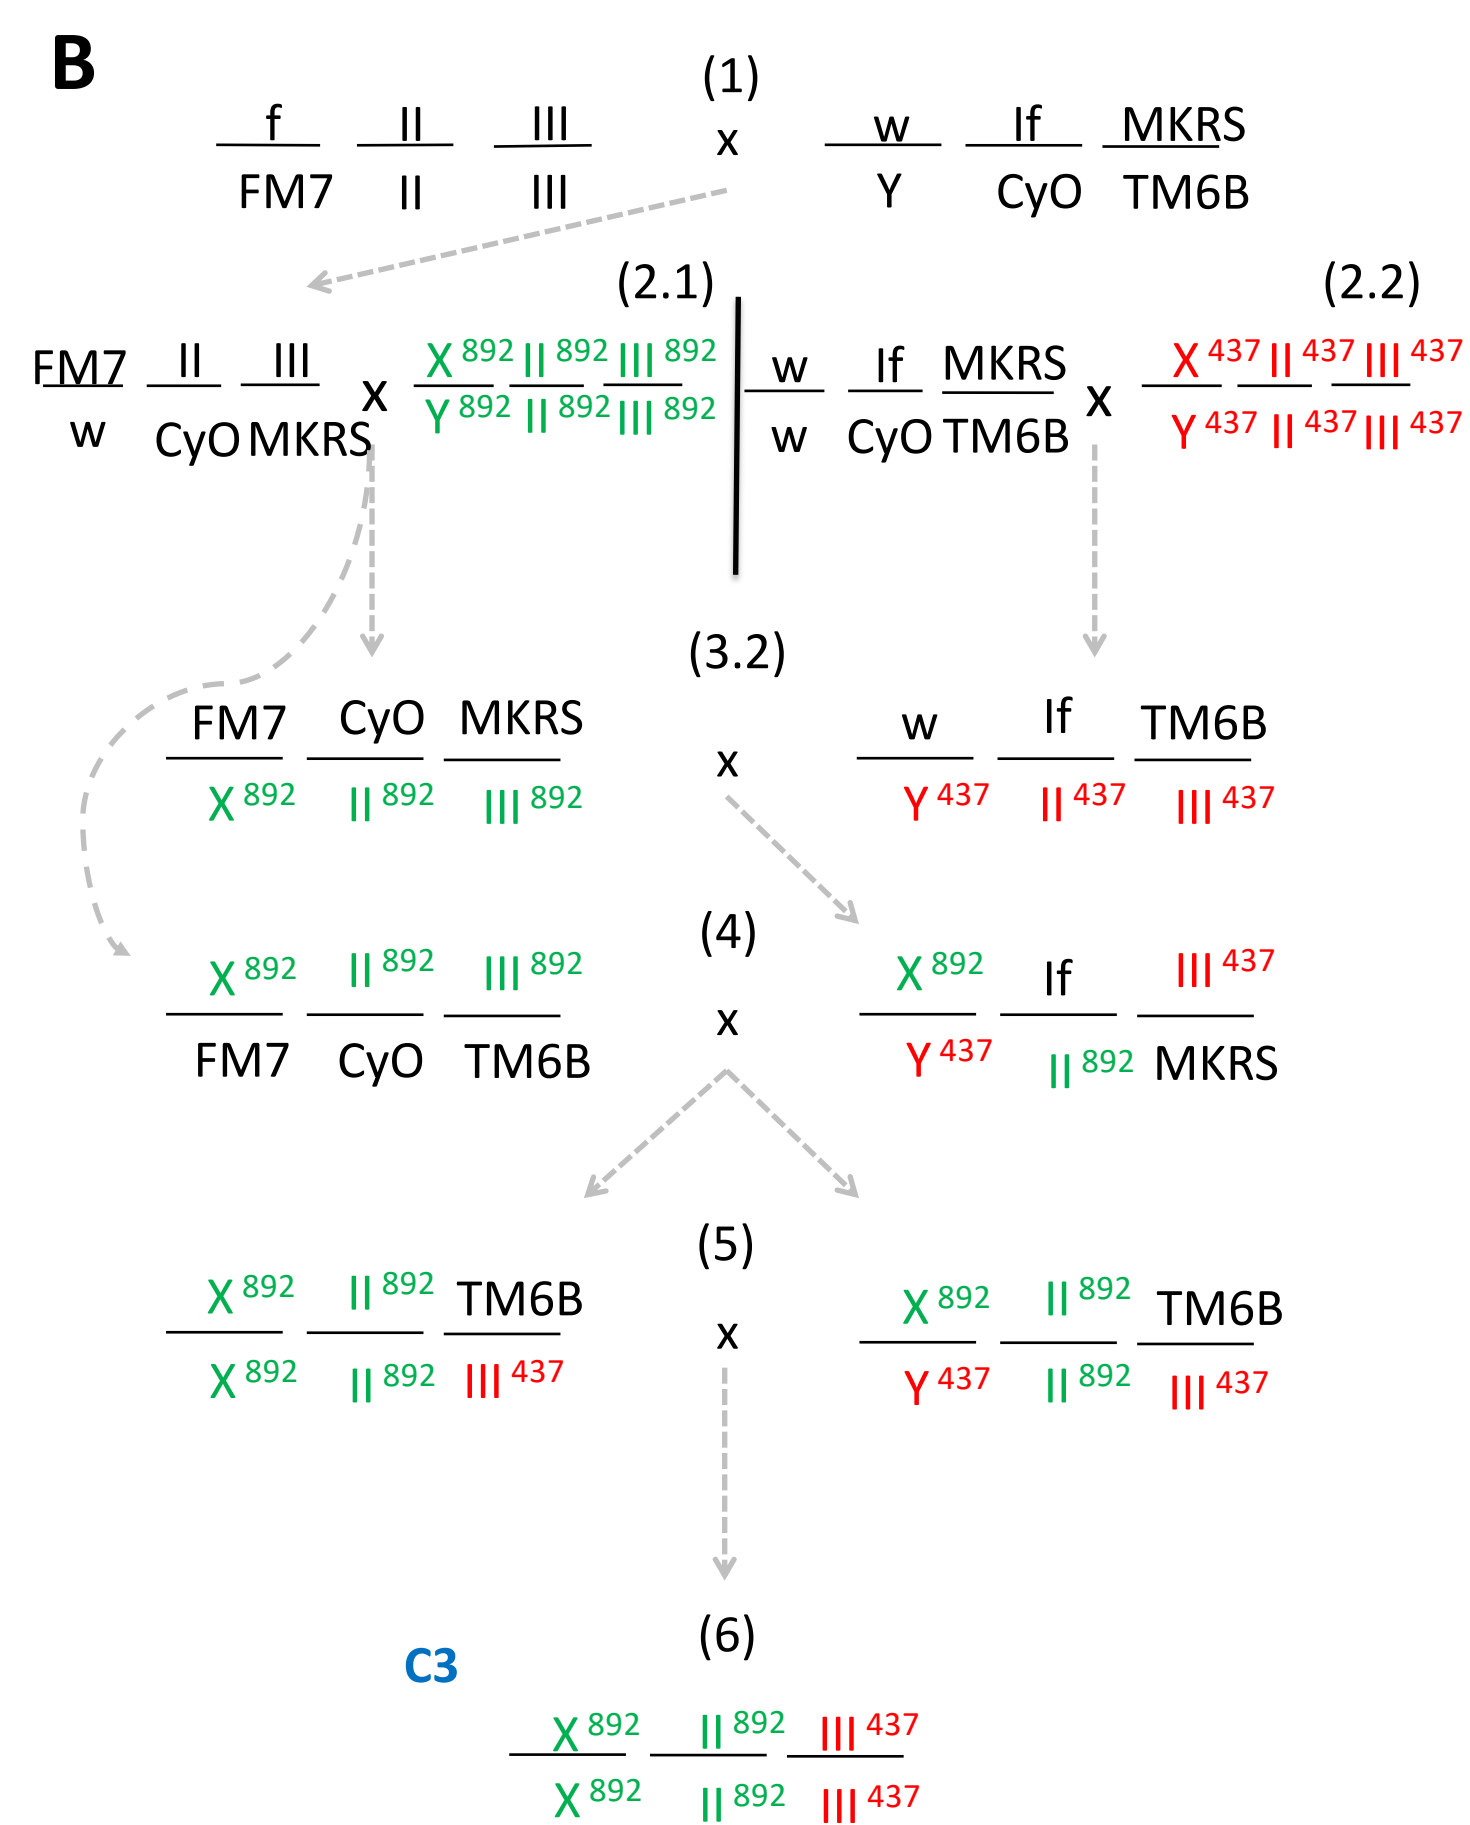 B
(1)
f II III x w If MKRS
FM7 II III Y CyO TM6B
(2.1) (2.2)
FM7 II III x X 892 II 892 III 892 w If MKRS x X 437 II 437 III 437
w CyO MKRS Y 892 II 892 III 892 w CyO TM6B Y 437 II 437 III 437
(3.2)
FM7 CyO MKRS x w If TM6B
X 892 II 892 III 892 Y 437 II 437 III 437
(4)
X 892 II 892 III 892 x X 892 If III 437
FM7 CyO TM6B Y 437 II 892 MKRS
(5)
X 892 II 892 TM6B x X 892 II 892 TM6B
X 892 II 892 III 437 Y 437 II 892 III 437
(6)
C3
X 892 II 892 III 437
X 892 II 892 III 437